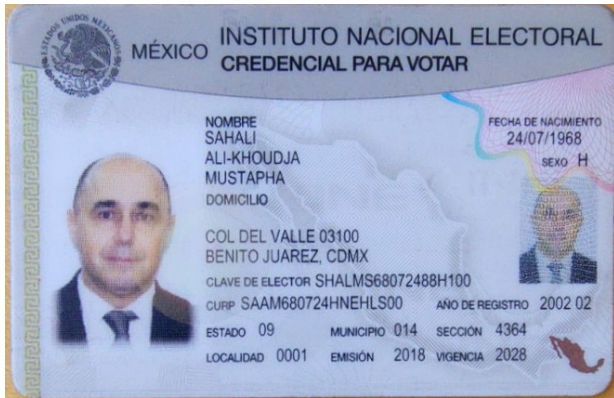 ESTADOS UNIDOS MEXICANOS
MÉXICO INSTITUTO NACIONAL ELECTORAL
CREDENCIAL PARA VOTAR
NOMBRE
SAHALI
ALI-KHOUDJA
MUSTAPHA
FECHA DE NACIMIENTO
24/07/1968
SEXO H
DOMICILIO
COL DEL VALLE 03100
BENITO JUAREZ, CDMX
CLAVE DE ELECTOR SHALMS68072488H100
CURP SAAM680724HNEHLS00 AÑO DE REGISTRO 2002 02
ESTADO 09 MUNICIPIO 014 SECCIÓN 4364
LOCALIDAD 0001 EMISIÓN 2018 VIGENCIA 2028